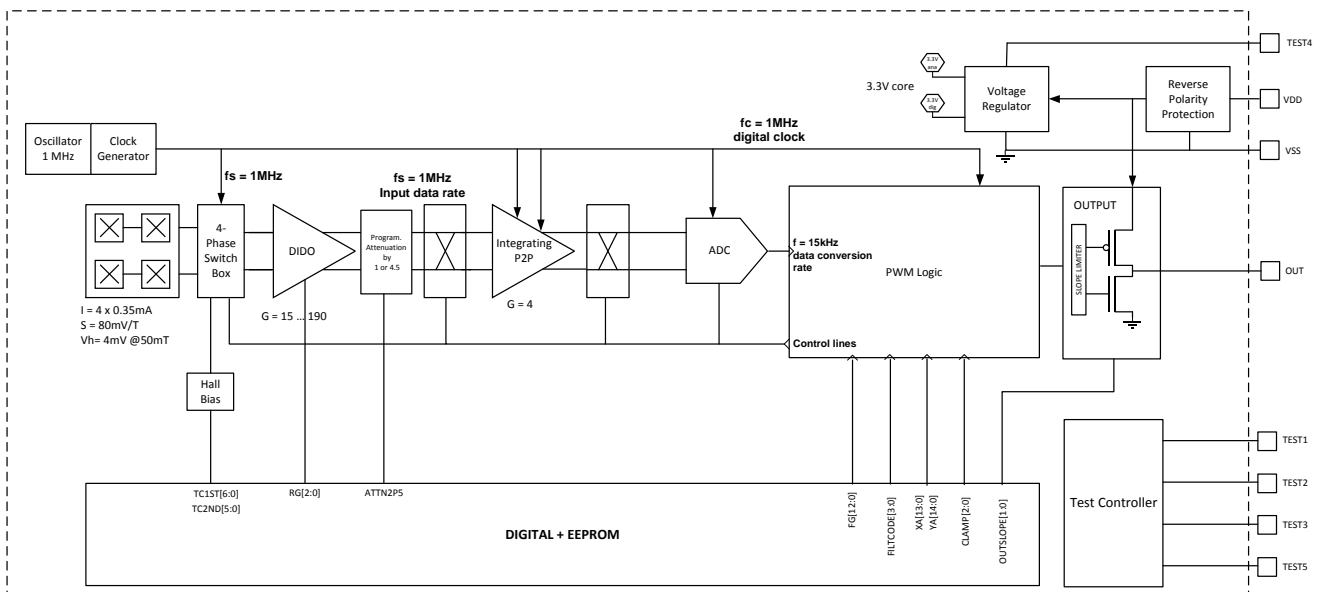 TEST4
3.3V
ana
3.3V core
3.3V
dig
Voltage
Regulator
Reverse
Polarity
Protection
VDD
VSS
Oscillator
1 MHz
Clock
Generator
fc = 1MHz
digital clock
fs = 1MHz
fs = 1MHz
Input data rate
4-
Phase
Switch
Box
DIDO
Program.
Attenuation
by
1 or 4.5
Integrating
P2P
ADC
f = 15kHz
data conversion
rate
PWM Logic
OUTPUT
SLOPE LIMITER
OUT
I = 4 x 0.35mA
S = 80mV/T
Vh= 4mV @50mT
G = 15 ... 190
G = 4
Control lines
Hall
Bias
TC1ST[6:0]
TC2ND[5:0]
RG[2:0]
ATTN2P5
FG[12:0]
FILTCODE[3:0]
XA[13:0]
YA[14:0]
CLAMP[2:0]
OUTSLOPE[1:0]
DIGITAL + EEPROM
Test Controller
TEST1
TEST2
TEST3
TEST5